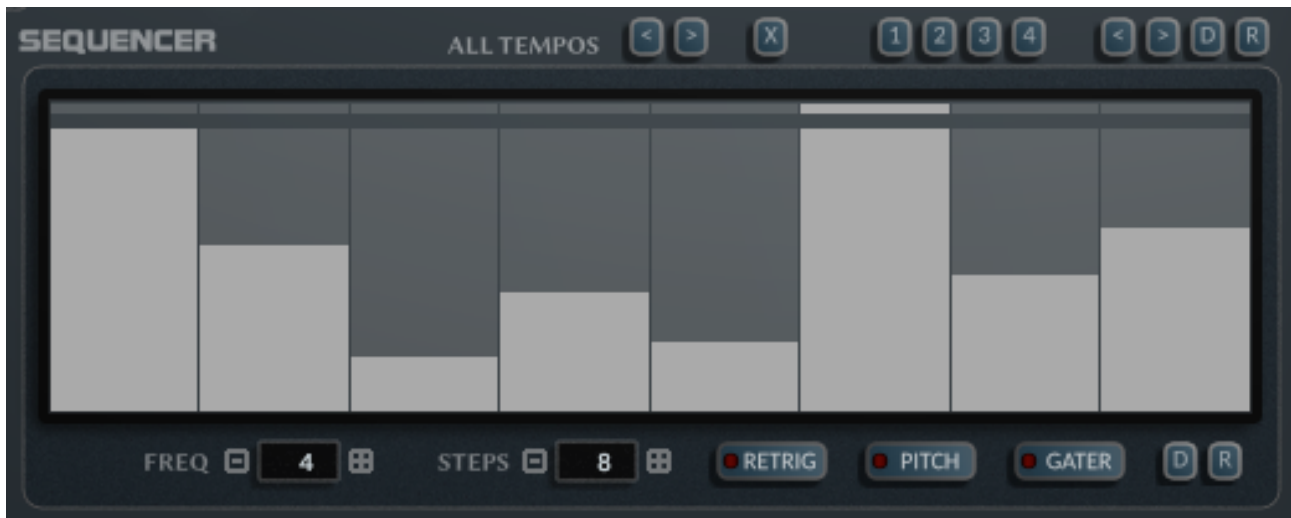 SEQUENCER ALL TEMPOS < > X 1 2 3 4 < > D R
FREQ 4 STEPS 8 RETRIG PITCH GATER D R